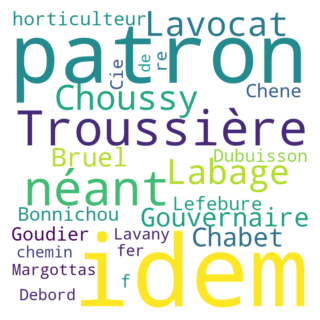 horticulteur Lavocat
patron
Cie de re
Choussy Chene
Troussière
Bruel Dubuisson
néant Labage
Lefebure
Bonnichou Gouvernaire
Goudier Lavany Chabet
chemin fer idem
Margottas f
Debord